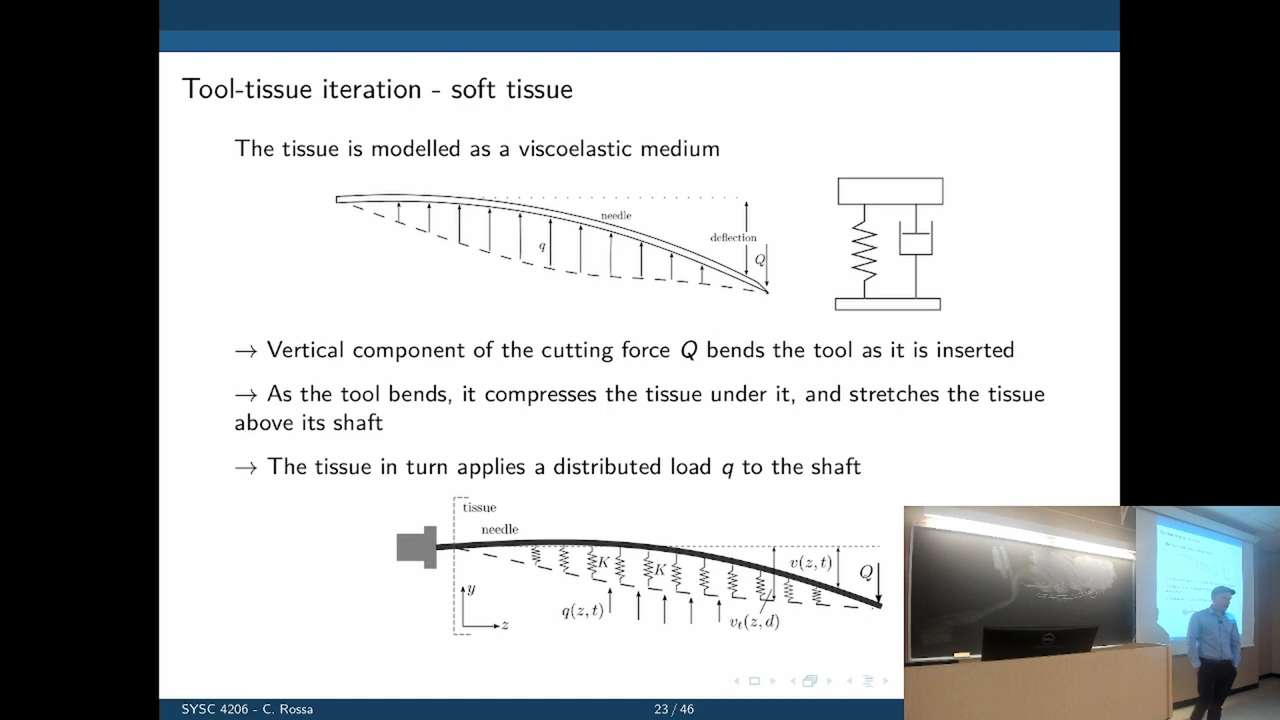 Tool-tissue iteration - soft tissue
The tissue is modelled as a viscoelastic medium
needle
deflection
q
Q
→ Vertical component of the cutting force Q bends the tool as it is inserted
→ As the tool bends, it compresses the tissue under it, and stretches the tissue
above its shaft
→ The tissue in turn applies a distributed load q to the shaft
tissue
needle
K
K
v(z, t)
Q
y
z
q(z, t)
v_t(z, d)
SYSC 4206 - C. Rossa
23 / 46